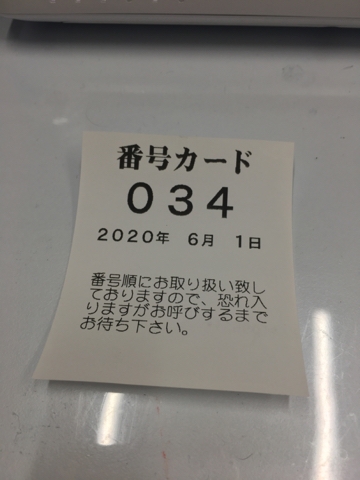 番号カード
034
2020年 6月 1日
番号順にお取り扱い致し
ておりますので、恐れ入
りますがお呼びするまで
お待ち下さい。